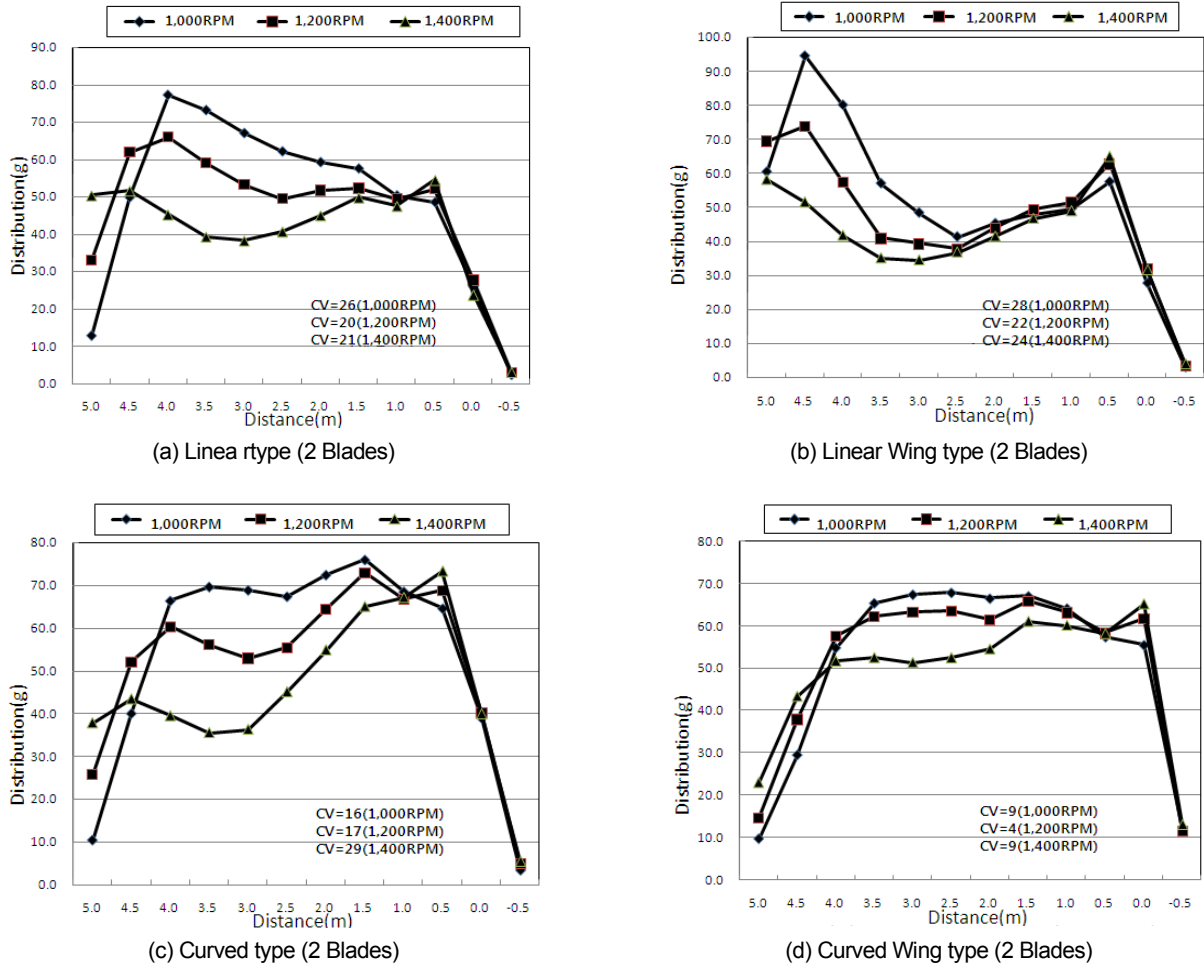 1,000RPM 1,200RPM 1,400RPM
90.0
80.0
70.0
60.0
50.0
40.0
30.0
20.0
10.0
0.0
Distribution(g)
CV=26(1,000RPM)
CV=20(1,200RPM)
CV=21(1,400RPM)
5.0 4.5 4.0 3.5 3.0 2.5 2.0 1.5 1.0 0.5 0.0 -0.5
Distance(m)
(a) Linea rtype (2 Blades)
1,000RPM 1,200RPM 1,400RPM
100.0
90.0
80.0
70.0
60.0
50.0
40.0
30.0
20.0
10.0
0.0
Distribution(g)
CV=28(1,000RPM)
CV=22(1,200RPM)
CV=24(1,400RPM)
5.0 4.5 4.0 3.5 3.0 2.5 2.0 1.5 1.0 0.5 0.0 -0.5
Distance(m)
(b) Linear Wing type (2 Blades)
1,000RPM 1,200RPM 1,400RPM
80.0
70.0
60.0
50.0
40.0
30.0
20.0
10.0
0.0
Distribution(g)
CV=16(1,000RPM)
CV=17(1,200RPM)
CV=29(1,400RPM)
5.0 4.5 4.0 3.5 3.0 2.5 2.0 1.5 1.0 0.5 0.0 -0.5
Distance(m)
(c) Curved type (2 Blades)
1,000RPM 1,200RPM 1,400RPM
80.0
70.0
60.0
50.0
40.0
30.0
20.0
10.0
0.0
Distribution(g)
CV=9(1,000RPM)
CV=4(1,200RPM)
CV=9(1,400RPM)
5.0 4.5 4.0 3.5 3.0 2.5 2.0 1.5 1.0 0.5 0.0 -0.5
Distance(m)
(d) Curved Wing type (2 Blades)